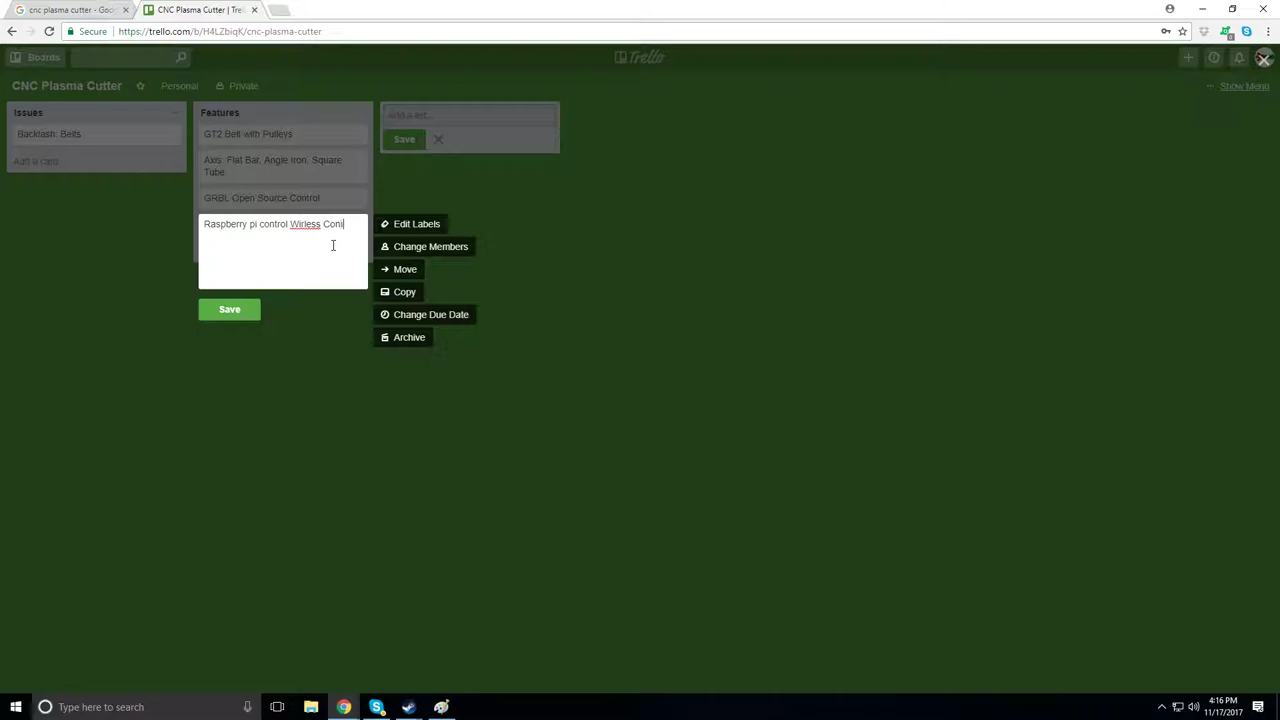 cnc plasma cutter - Goo
CNC Plasma Cutter | Trel
Secure https://trello.com/b/H4LZbiqK/cnc-plasma-cutter
Boards
Trello
CNC Plasma Cutter Personal Private
Show Menu
Issues
Backlash: Belts
Add a card...
Features
GT2 Belt with Pulleys
Axis: Flat Bar, Angle Iron, Square
Tube
GRBL Open Source Control
Raspberry pi control Wirless Coni
Save
Add a list...
Save
Edit Labels
Change Members
Move
Copy
Change Due Date
Archive
Type here to search
4:16 PM
11/17/2017